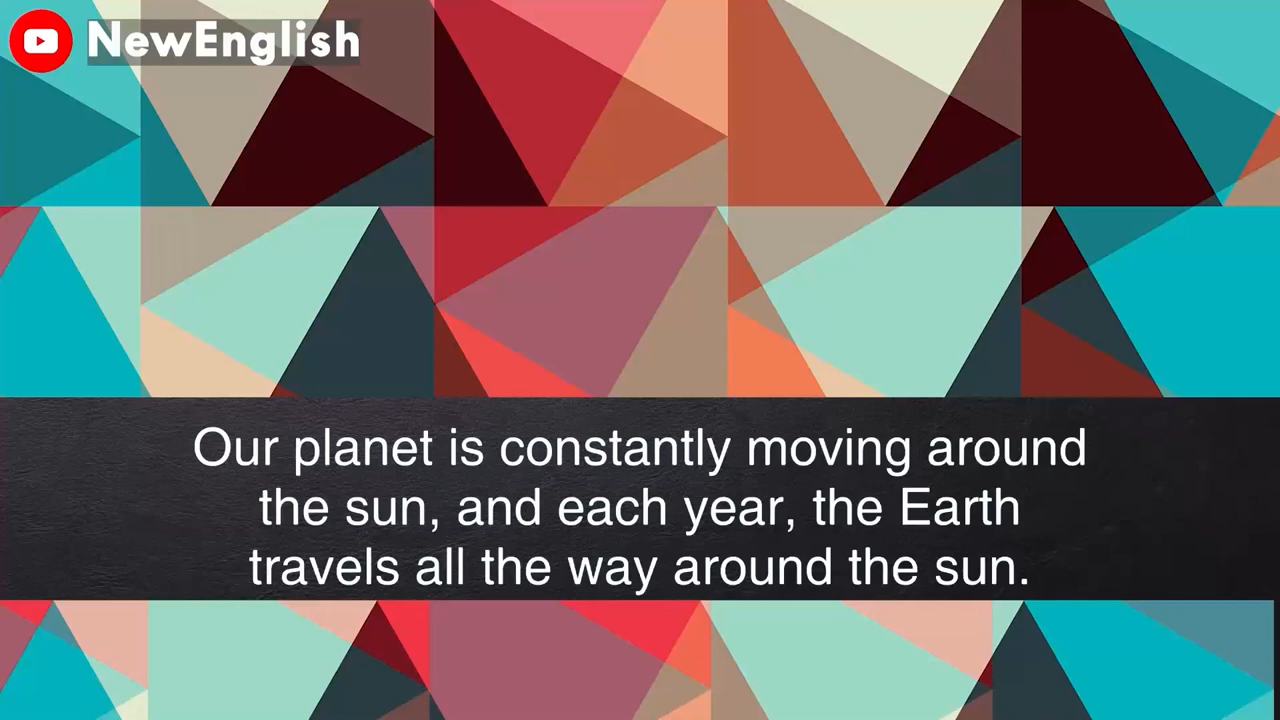 NewEnglish
Our planet is constantly moving around
the sun, and each year, the Earth
travels all the way around the sun.